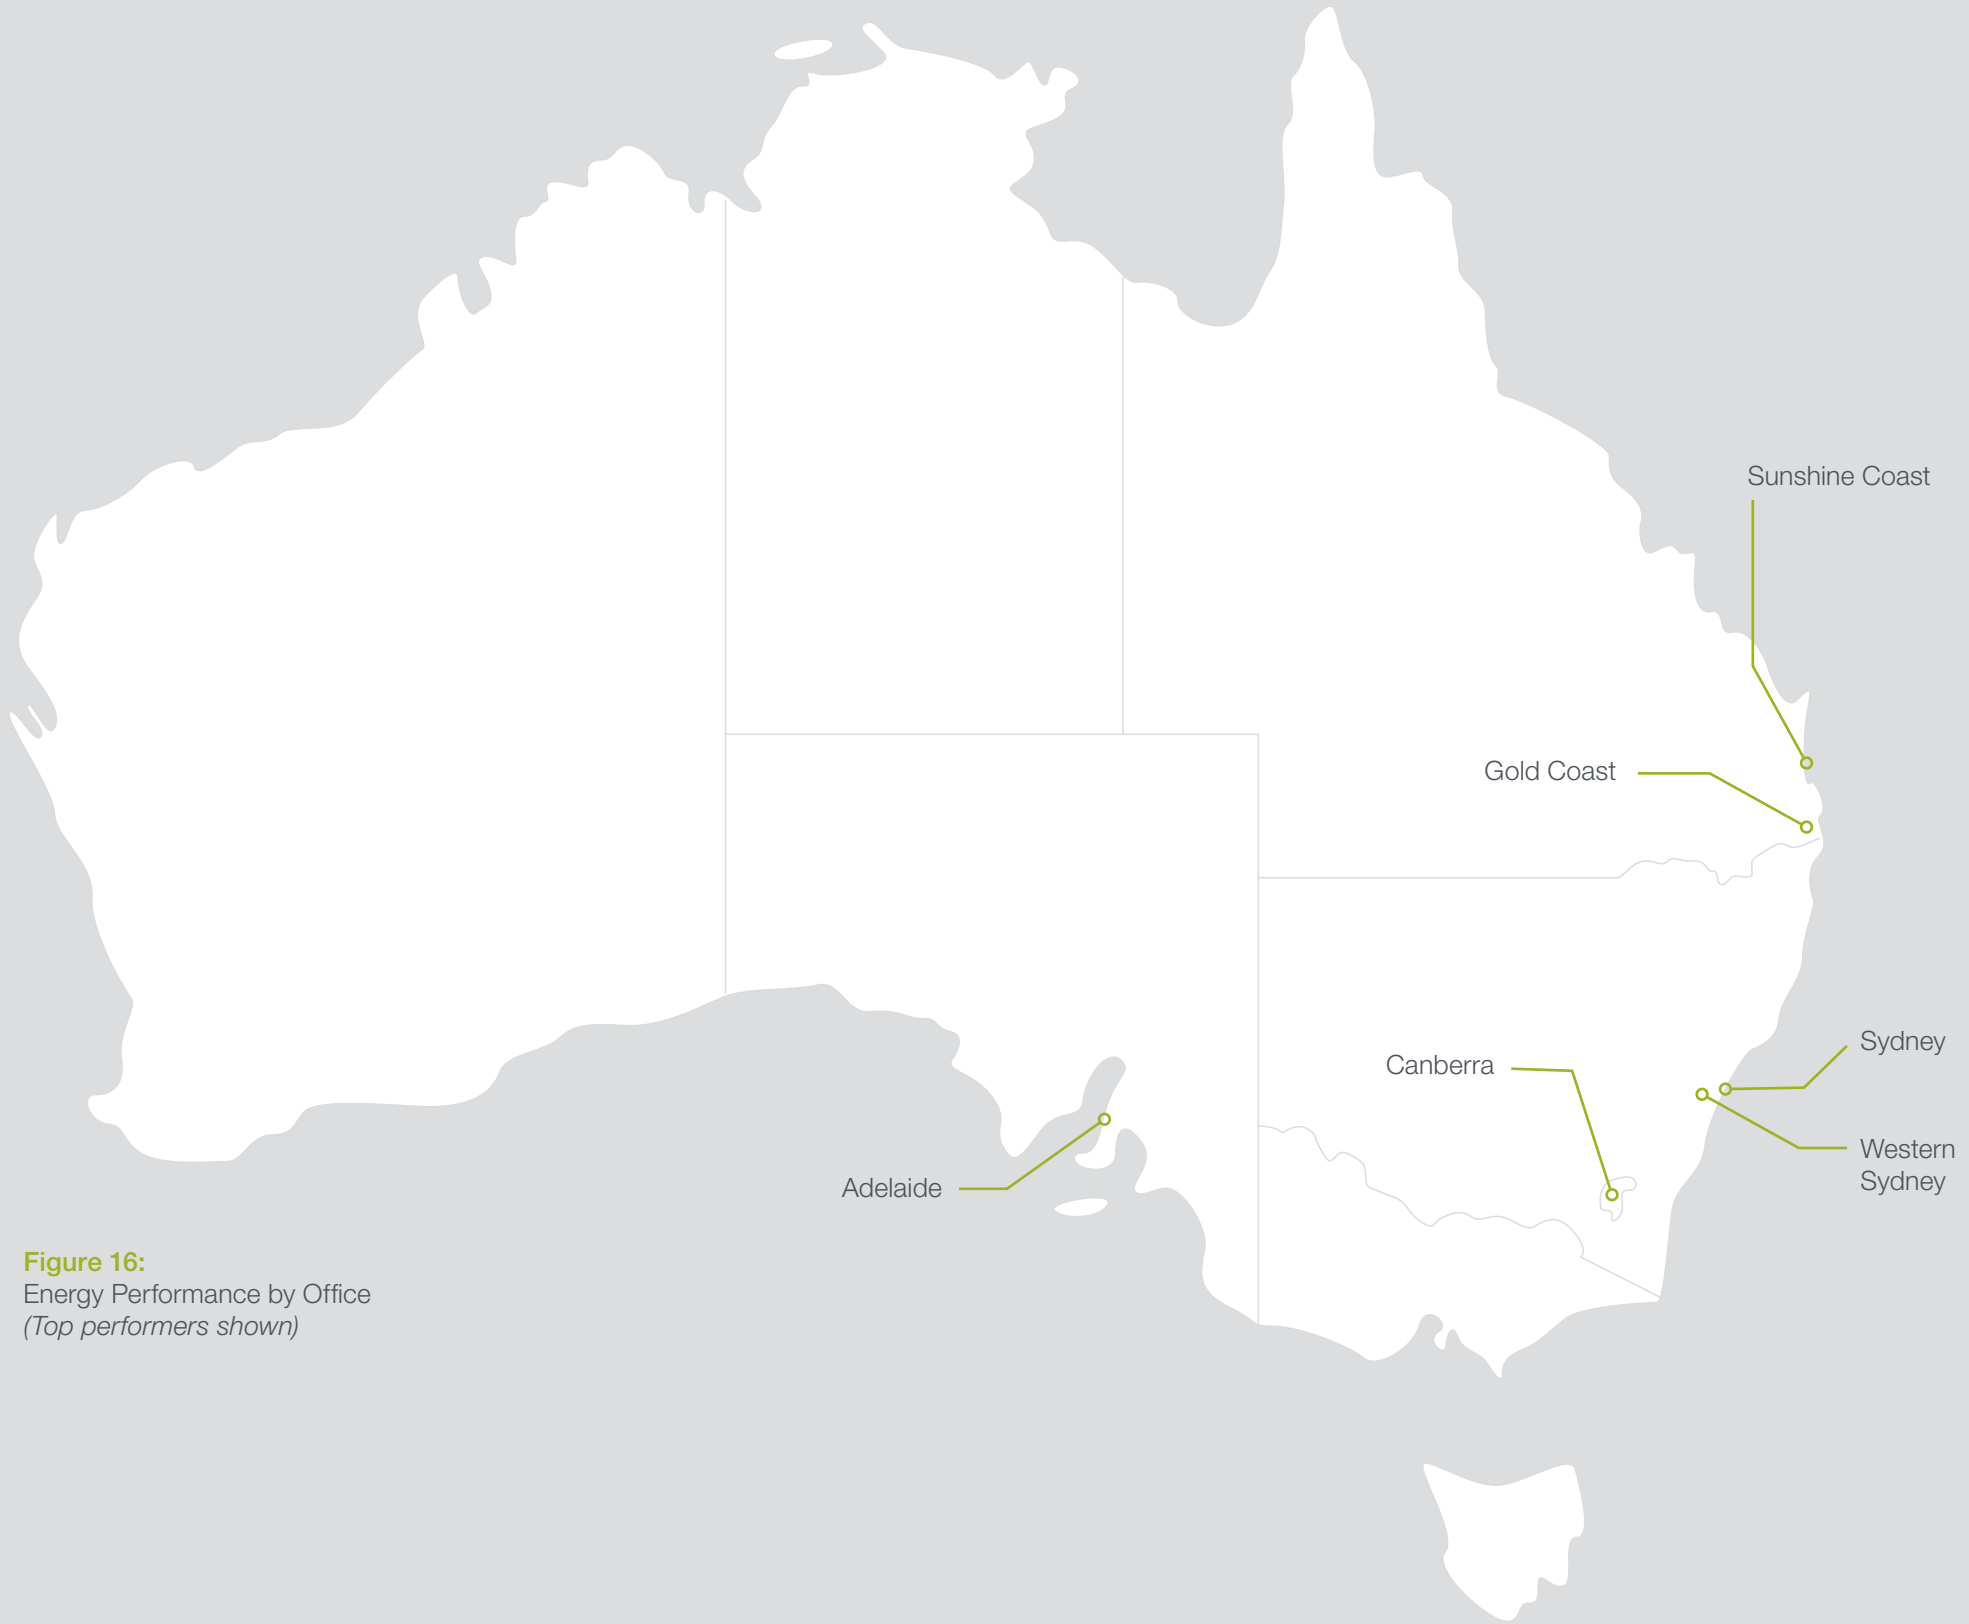 Sunshine Coast
Gold Coast
Sydney
Canberra
Western
Sydney
Adelaide
Figure 16:
Energy Performance by Office
(Top performers shown)